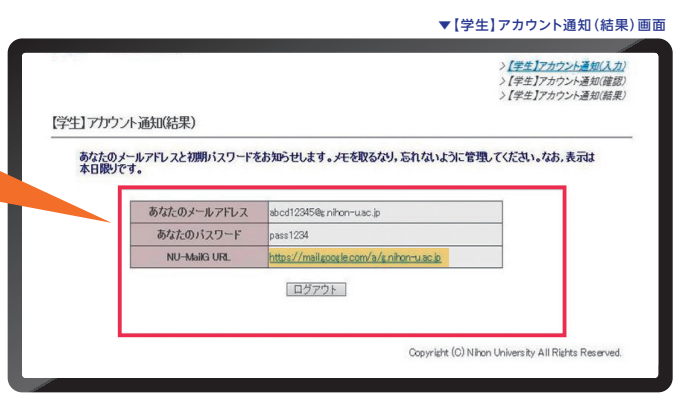 ▼【学生】アカウント通知（結果）画面
>【学生】アカウント通知(入力)
>【学生】アカウント通知(確認)
>【学生】アカウント通知(結果)
【学生】アカウント通知(結果)
あなたのメールアドレスと初期パスワードをお知らせします。メモを取るなり、忘れないように管理してください。なお、表示は
本日限りです。
あなたのメールアドレス abcd12345@g.nihon-u.ac.jp
あなたのパスワード pass1234
NU-MailG URL https://mail.google.com/a/g.nihon-u.ac.jp
ログアウト
Copyright (C) Nihon University All Rights Reserved.